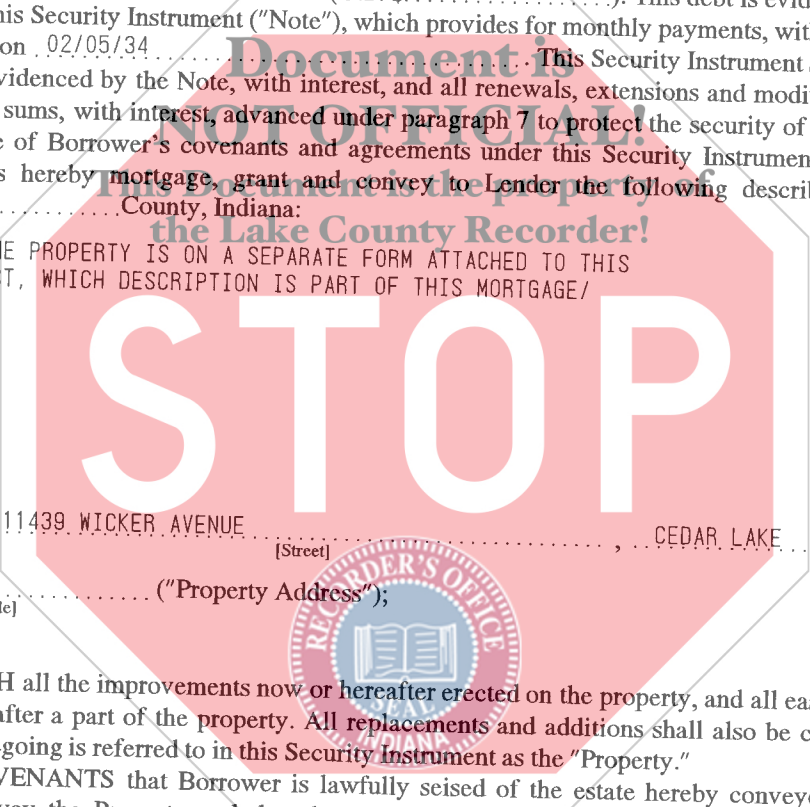 his Security Instrument ("Note"), which provides for monthly payments, with
on 02/05/34 This Security Instrument
videnced by the Note, with interest, and all renewals, extensions and modi
sums, with interest, advanced under paragraph 7 to protect the security of
e of Borrower's covenants and agreements under this Security Instrumen
s hereby mortgage, grant and convey to Lender the following describ
County, Indiana:
Document is
NOT OFFICIAL!
This Document is the property of
the Lake County Recorder!
HE PROPERTY IS ON A SEPARATE FORM ATTACHED TO THIS
T, WHICH DESCRIPTION IS PART OF THIS MORTGAGE/
STOP
11439 WICKER AVENUE , CEDAR LAKE
[Street]
("Property Address");
e]
RECORDER'S OFFICE
SEAL
INDIANA
H all the improvements now or hereafter erected on the property, and all ea
after a part of the property. All replacements and additions shall also be c
-going is referred to in this Security Instrument as the "Property."
VENANTS that Borrower is lawfully seised of the estate hereby convey